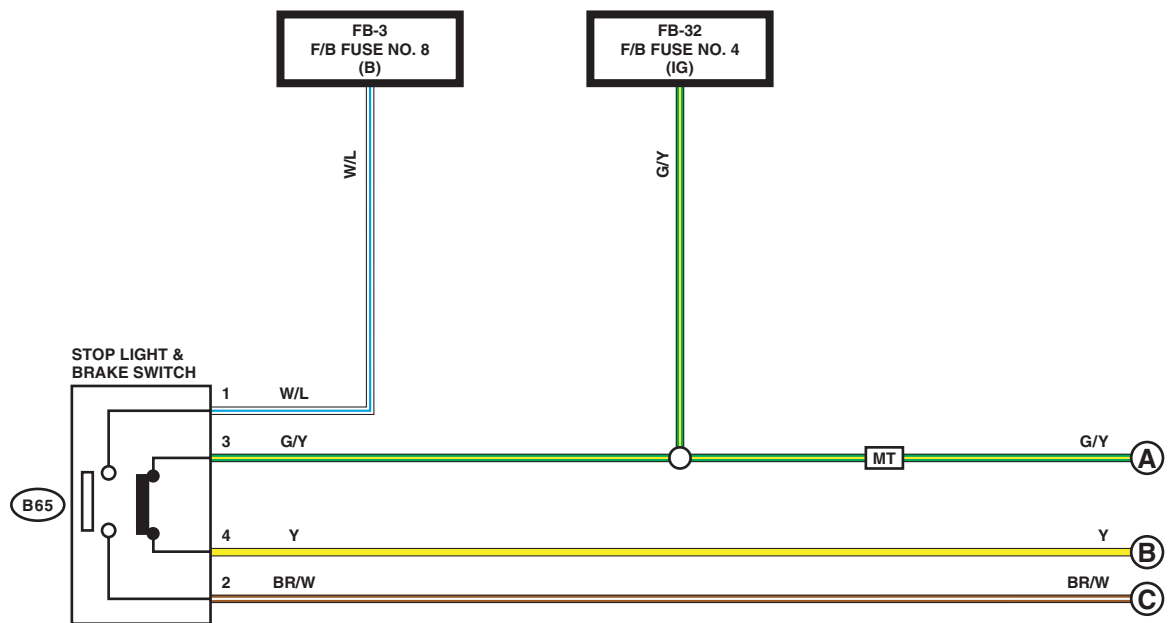 FB-3
F/B FUSE NO. 8
(B)
FB-32
F/B FUSE NO. 4
(IG)
W/L
G/Y
STOP LIGHT &
BRAKE SWITCH
1 W/L
3 G/Y MT G/Y A
B65
4 Y Y B
2 BR/W BR/W C